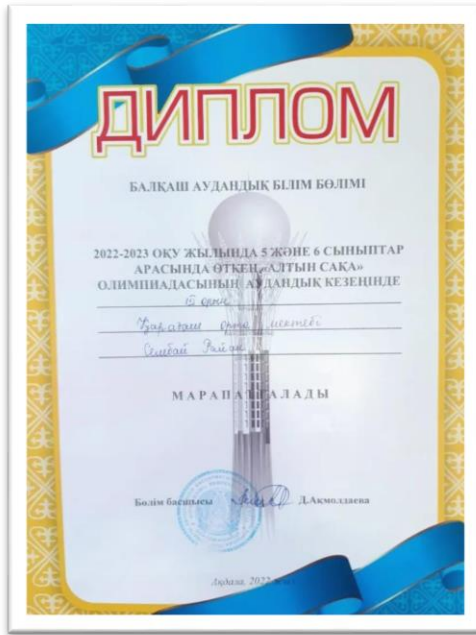 ДИПЛОМ
БАЛҚАШ АУДАНДЫҚ БІЛІМ БӨЛІМІ
2022-2023 ОҚУ ЖЫЛЫНДА 5 ЖӘНЕ 6 СЫНЫПТАР
АРАСЫНДА ӨТКЕН «АЛТЫН САҚА»
ОЛИМПИАДАСЫНЫҢ АУДАНДЫҚ КЕЗЕҢІНДЕ
орын
орта мектебі
МАРАПАТТАЛАДЫ
Бөлім басшысы Д.Ақмолдаева
2022